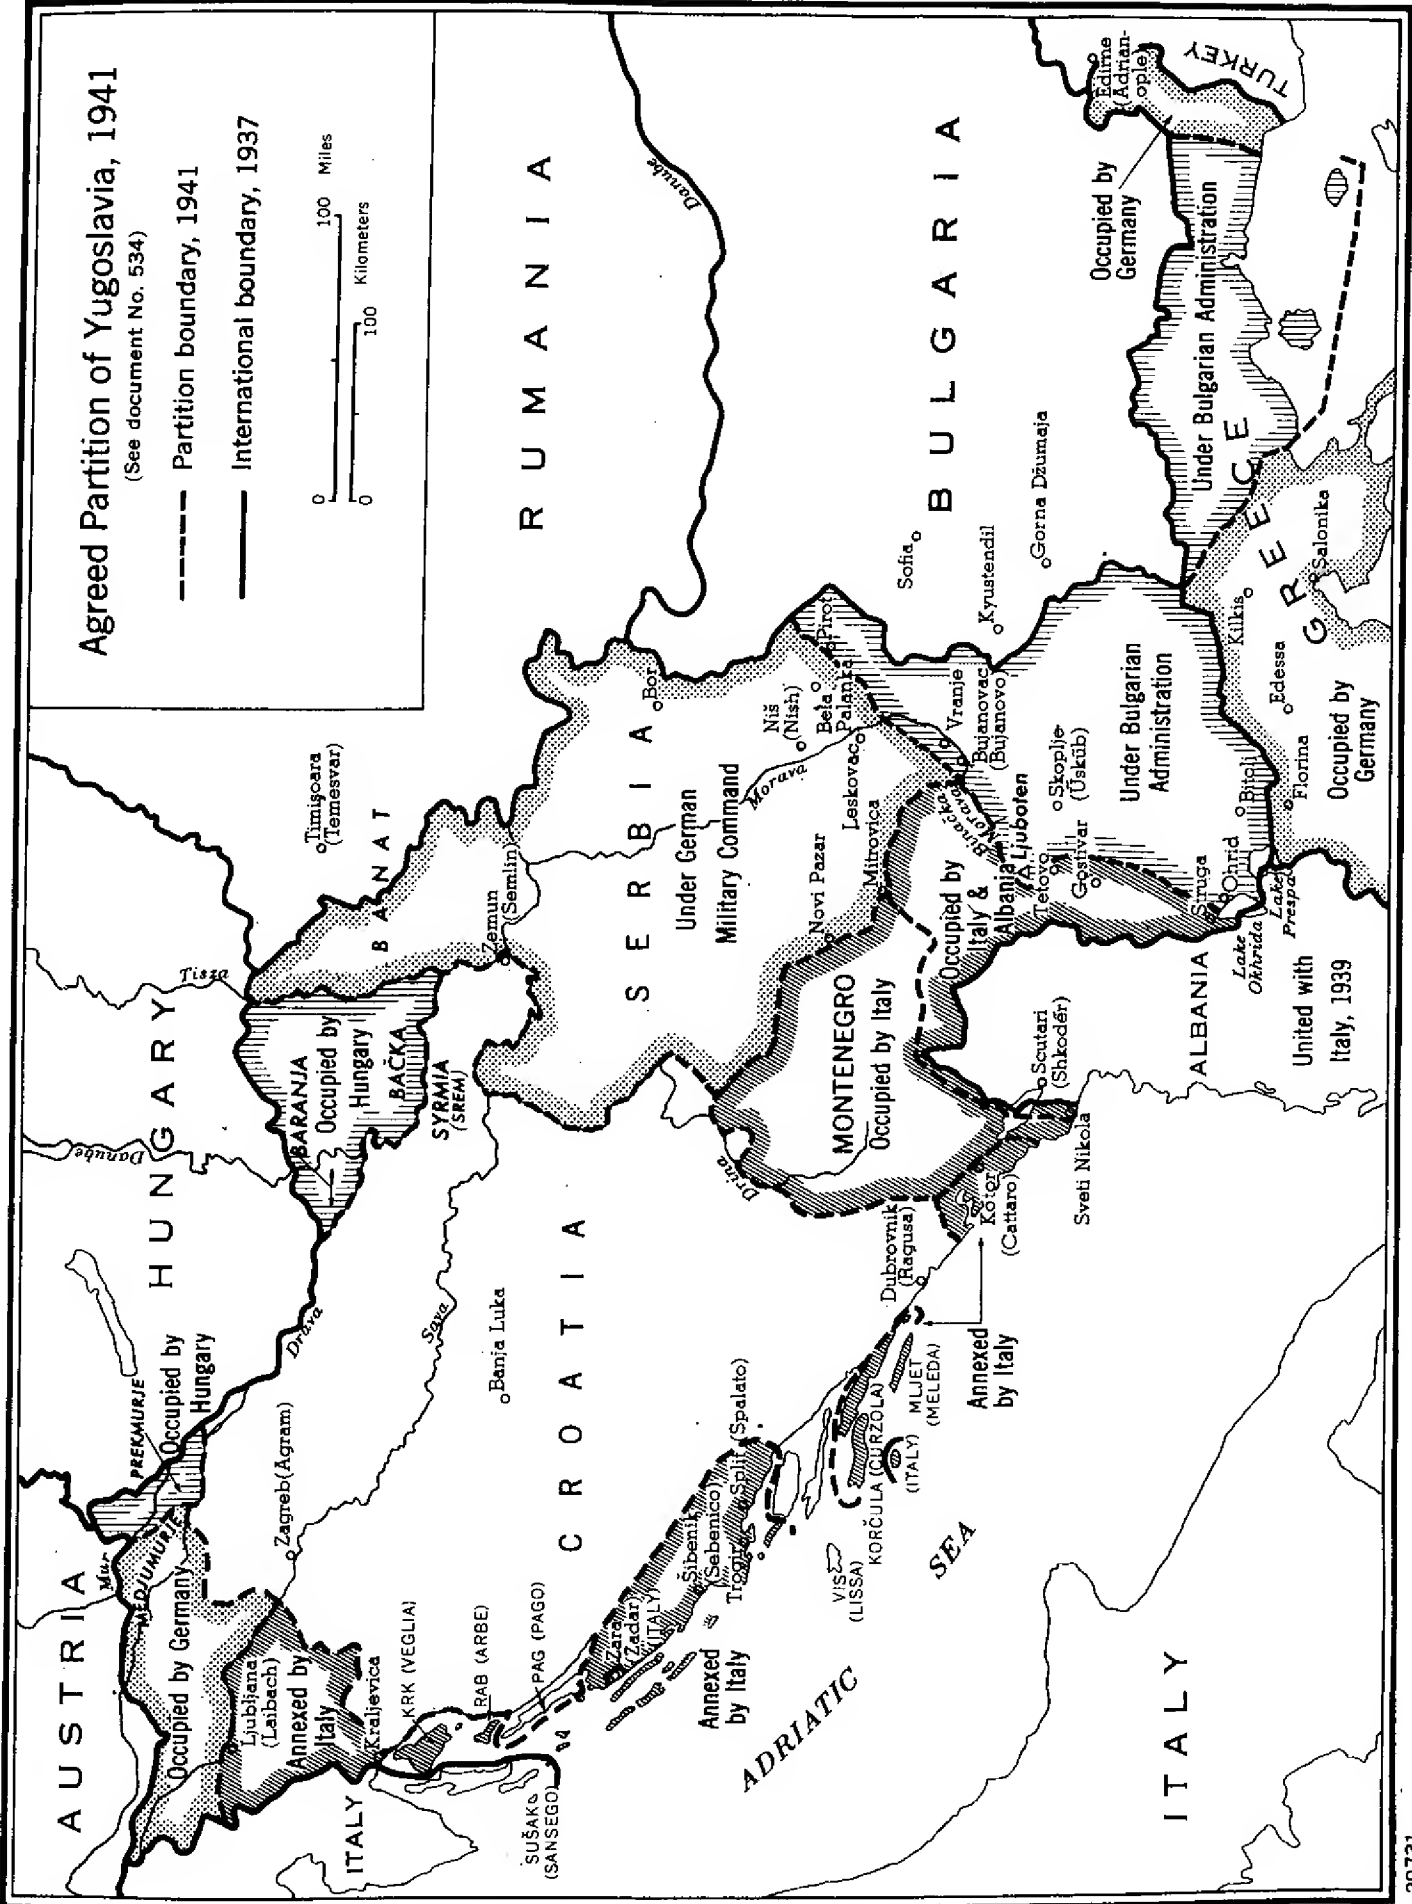 Agreed Partition of Yugoslavia, 1941
(See document No. 534)
Partition boundary, 1941
International boundary, 1937
0 100 Miles
0 100 Kilometers
AUSTRIA
Mur
PREKMURJE
Occupied by
Hungary
MEDJUMURJE
Occupied by Germany
Ljubljana
(Laibach)
Annexed by
Italy
Kraljevica
ITALY
KRK (VEGLIA)
RAB (ARBE)
PAG (PAGO)
SUŠAK
(SANSEGO)
Zagreb (Agram)
HUNGARY
Danube
Tisza
Drava
Sava
BARANJA
Occupied by
Hungary
BAČKA
SYRMIA
(SREM)
BANAT
Timişoara
(Temesvar)
Zemun
(Semlin)
RUMANIA
Danube
CROATIA
Banja Luka
Zara
(Zadar)
(ITALY)
Šibenik
(Sebenico)
Trogir
Split (Spalato)
Annexed
by Italy
VIS
(LISSA)
KORČULA (CURZOLA)
(ITALY)
MLJET
(MELEDA)
Annexed
by Italy
Dubrovnik
(Ragusa)
Kotor
(Cattaro)
Sveti Nikola
ADRIATIC
SEA
ITALY
SERBIA
Under German
Military Command
Bor
Niš
(Nish)
Bela
Palanka
Pirot
Morava
Leskovac
Novi Pazar
Mitrovica
Drina
MONTENEGRO
Occupied by Italy
Occupied by
Italy &
Albania
Binačka
Morava
Ljuboten
Vranje
Bujanovac
(Bujanovo)
Skoplje
(Üsküb)
Tetovo
Gostivar
Under Bulgarian
Administration
Struga
Ohrid
Bitolj
Lake
Okhrida
Lake
Prespa
Scutari
(Shkodër)
ALBANIA
United with
Italy, 1939
BULGARIA
Sofia
Kyustendil
Gorna Džumaja
Under Bulgarian Administration
Occupied by
Germany
Edirne
(Adrian-
ople)
TURKEY
GREECE
Kilkis
Salonika
Edessa
Florina
Occupied by
Germany